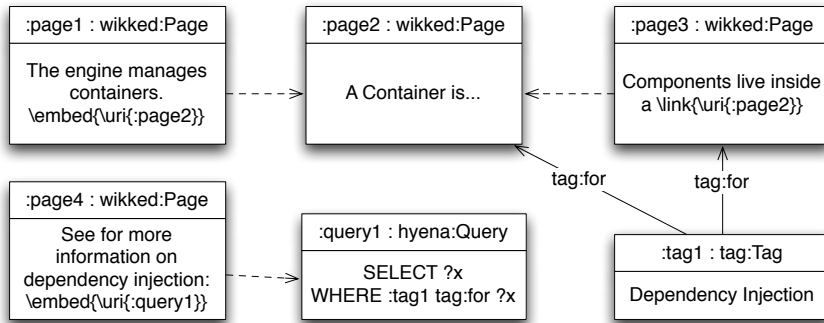 :page1 : wikked:Page
The engine manages
containers.
\embed{\uri{:page2}}
:page2 : wikked:Page
A Container is...
:page3 : wikked:Page
Components live inside
a \link{\uri{:page2}}
tag:for
tag:for
:page4 : wikked:Page
See for more
information on
dependency injection:
\embed{\uri{:query1}}
:query1 : hyena:Query
SELECT ?x
WHERE :tag1 tag:for ?x
:tag1 : tag:Tag
Dependency Injection